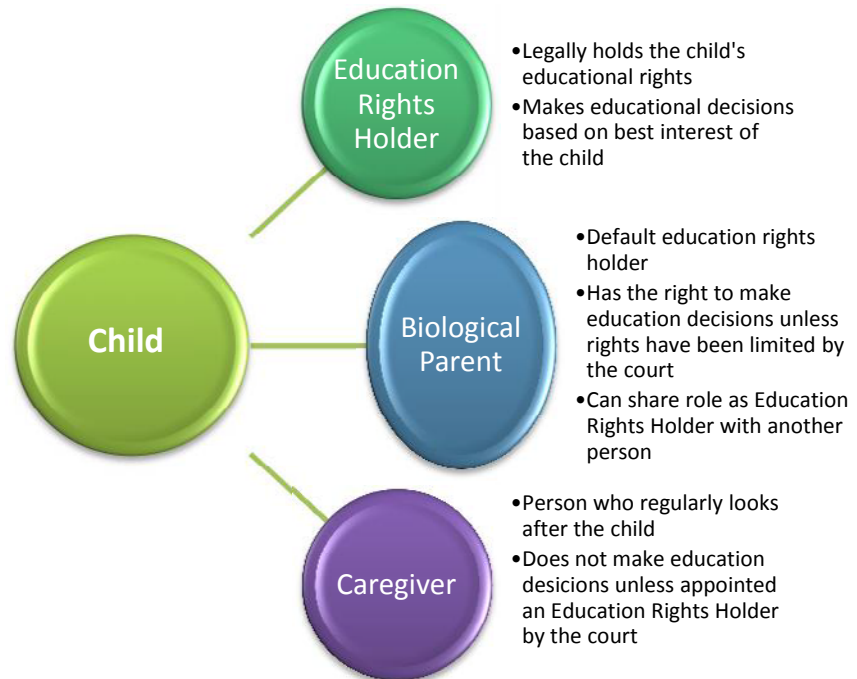 Child
Education
Rights
Holder
•Legally holds the child's
educational rights
•Makes educational decisions
based on best interest of
the child
Biological
Parent
•Default education rights
holder
•Has the right to make
education decisions unless
rights have been limited by
the court
•Can share role as Education
Rights Holder with another
person
Caregiver
•Person who regularly looks
after the child
•Does not make education
desicions unless appointed
an Education Rights Holder
by the court